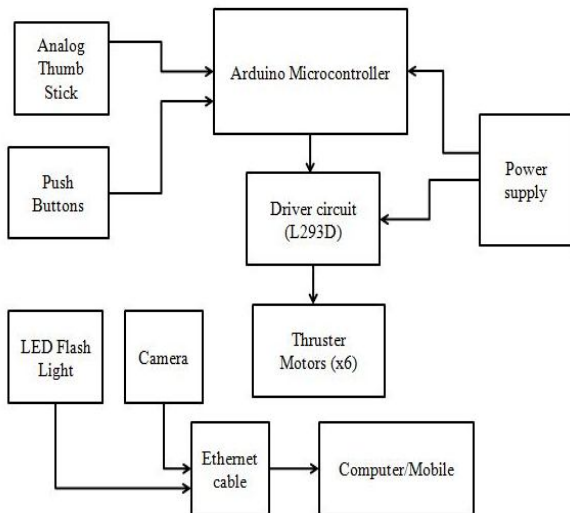 Analog
Thumb
Stick
Arduino Microcontroller
Push
Buttons
Driver circuit
(L293D)
Power
supply
LED Flash
Light
Camera
Thruster
Motors (x6)
Ethernet
cable
Computer/Mobile